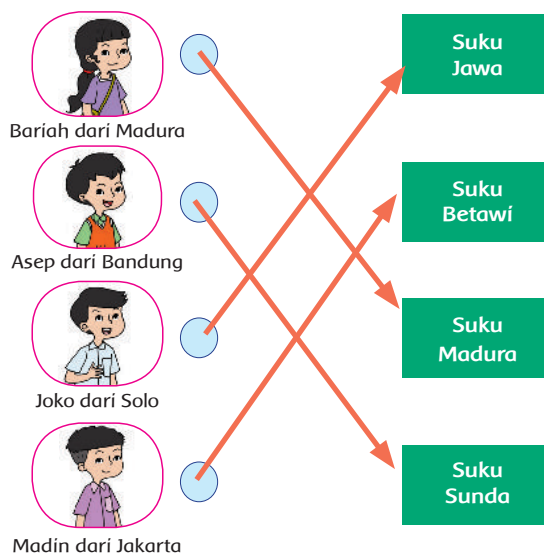 Bariah dari Madura
Suku
Jawa
Asep dari Bandung
Suku
Betawi
Joko dari Solo
Suku
Madura
Madin dari Jakarta
Suku
Sunda